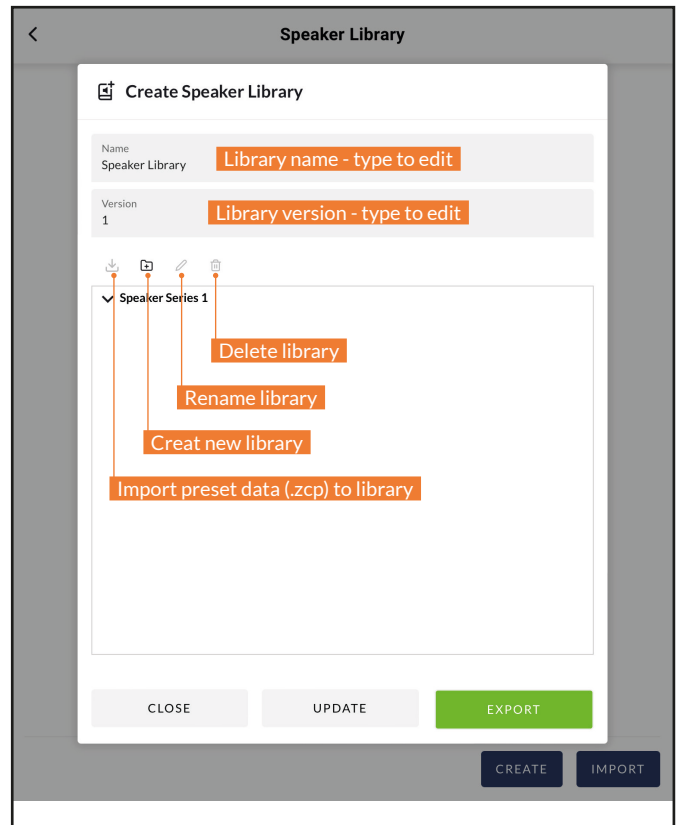 Speaker Library
Create Speaker Library
Name
Speaker Library
Library name - type to edit
Version
1
Library version - type to edit
Speaker Series 1
Delete library
Rename library
Creat new library
Import preset data (.zcp) to library
CLOSE
UPDATE
EXPORT
CREATE
IMPORT